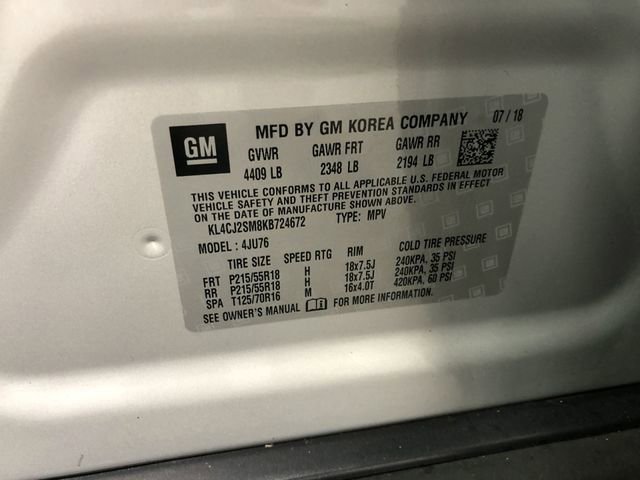 GM
MFD BY GM KOREA COMPANY 07 / 18
GVWR GAWR FRT GAWR RR
4409 LB 2348 LB 2194 LB
THIS VEHICLE CONFORMS TO ALL APPLICABLE U.S. FEDERAL MOTOR
VEHICLE SAFETY AND THEFT PREVENTION STANDARDS IN EFFECT
ON THE DATE OF MANUFACTURE SHOWN ABOVE.
KL4CJ2SM8KB724672 TYPE: MPV
MODEL : 4JU76
TIRE SIZE SPEED RTG RIM COLD TIRE PRESSURE
FRT P215/55R18 H 18x7.5J 240KPA, 35 PSI
RR P215/55R18 H 18x7.5J 240KPA, 35 PSI
SPA T125/70R16 M 16x4.0T 420KPA, 60 PSI
SEE OWNER'S MANUAL FOR MORE INFORMATION.